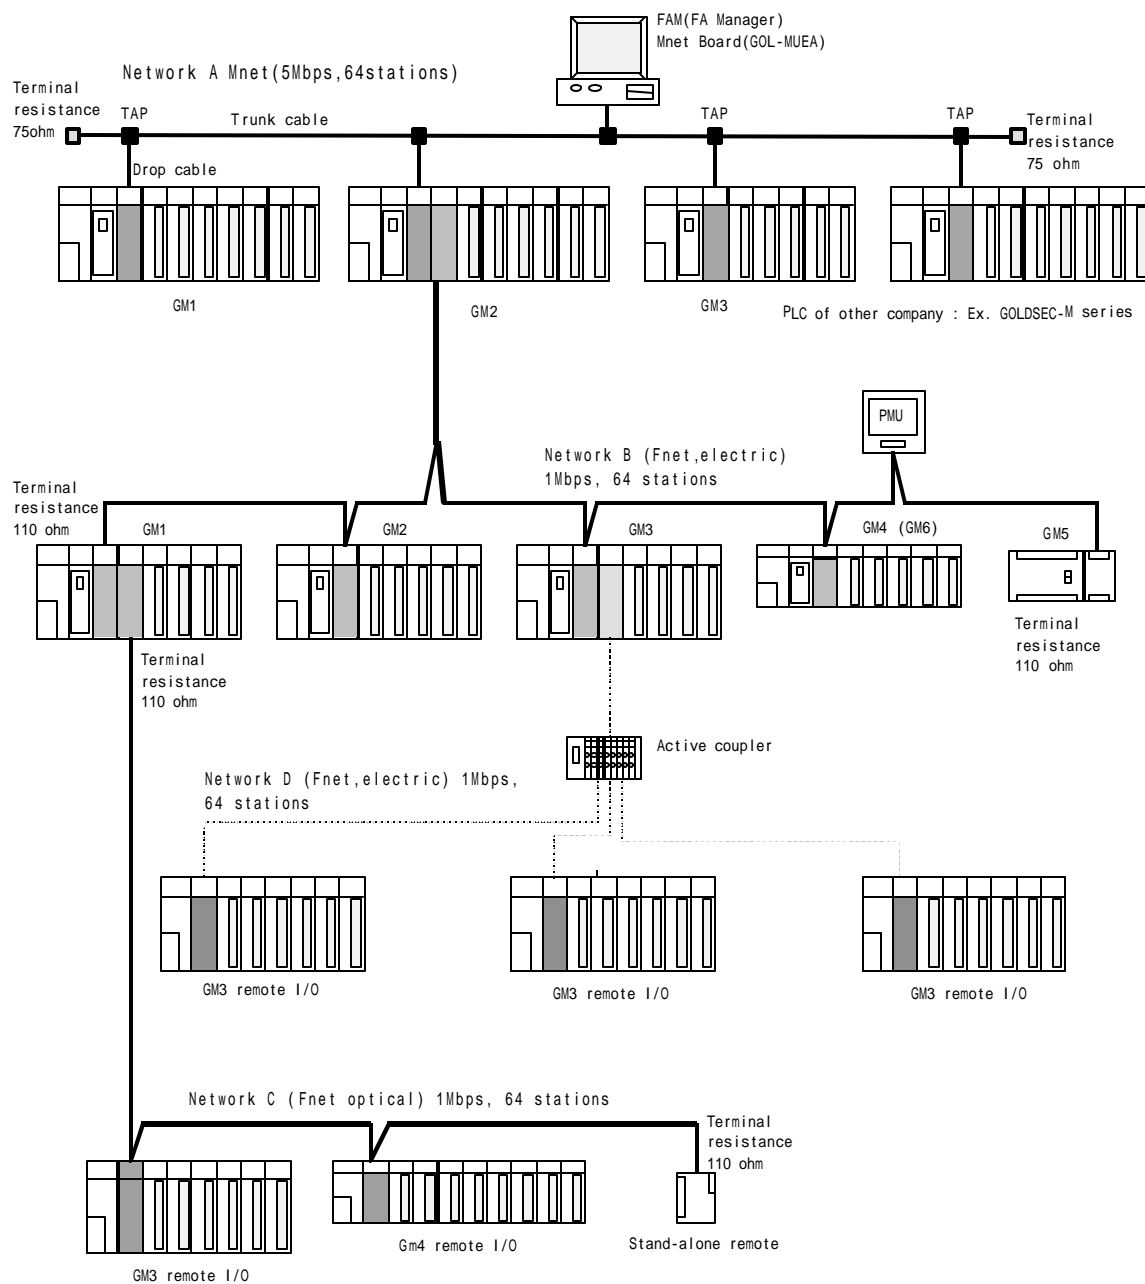 FAM(FA Manager)
Mnet Board(GOL-MUEA)
Network A Mnet(5Mbps,64stations)
Terminal
resistance
75ohm
TAP
Trunk cable
TAP
TAP
Terminal
resistance
75 ohm
Drop cable
GM1
GM2
GM3
PLC of other company : Ex. GOLDSEC-M series
PMU
Network B (Fnet,electric)
1Mbps, 64 stations
Terminal
resistance
110 ohm
GM1
GM2
GM3
GM4 (GM6)
GM5
Terminal
resistance
110 ohm
Terminal
resistance
110 ohm
Active coupler
Network D (Fnet,electric) 1Mbps,
64 stations
GM3 remote I/O
GM3 remote I/O
GM3 remote I/O
Network C (Fnet optical) 1Mbps, 64 stations
Terminal
resistance
110 ohm
GM3 remote I/O
Gm4 remote I/O
Stand-alone remote